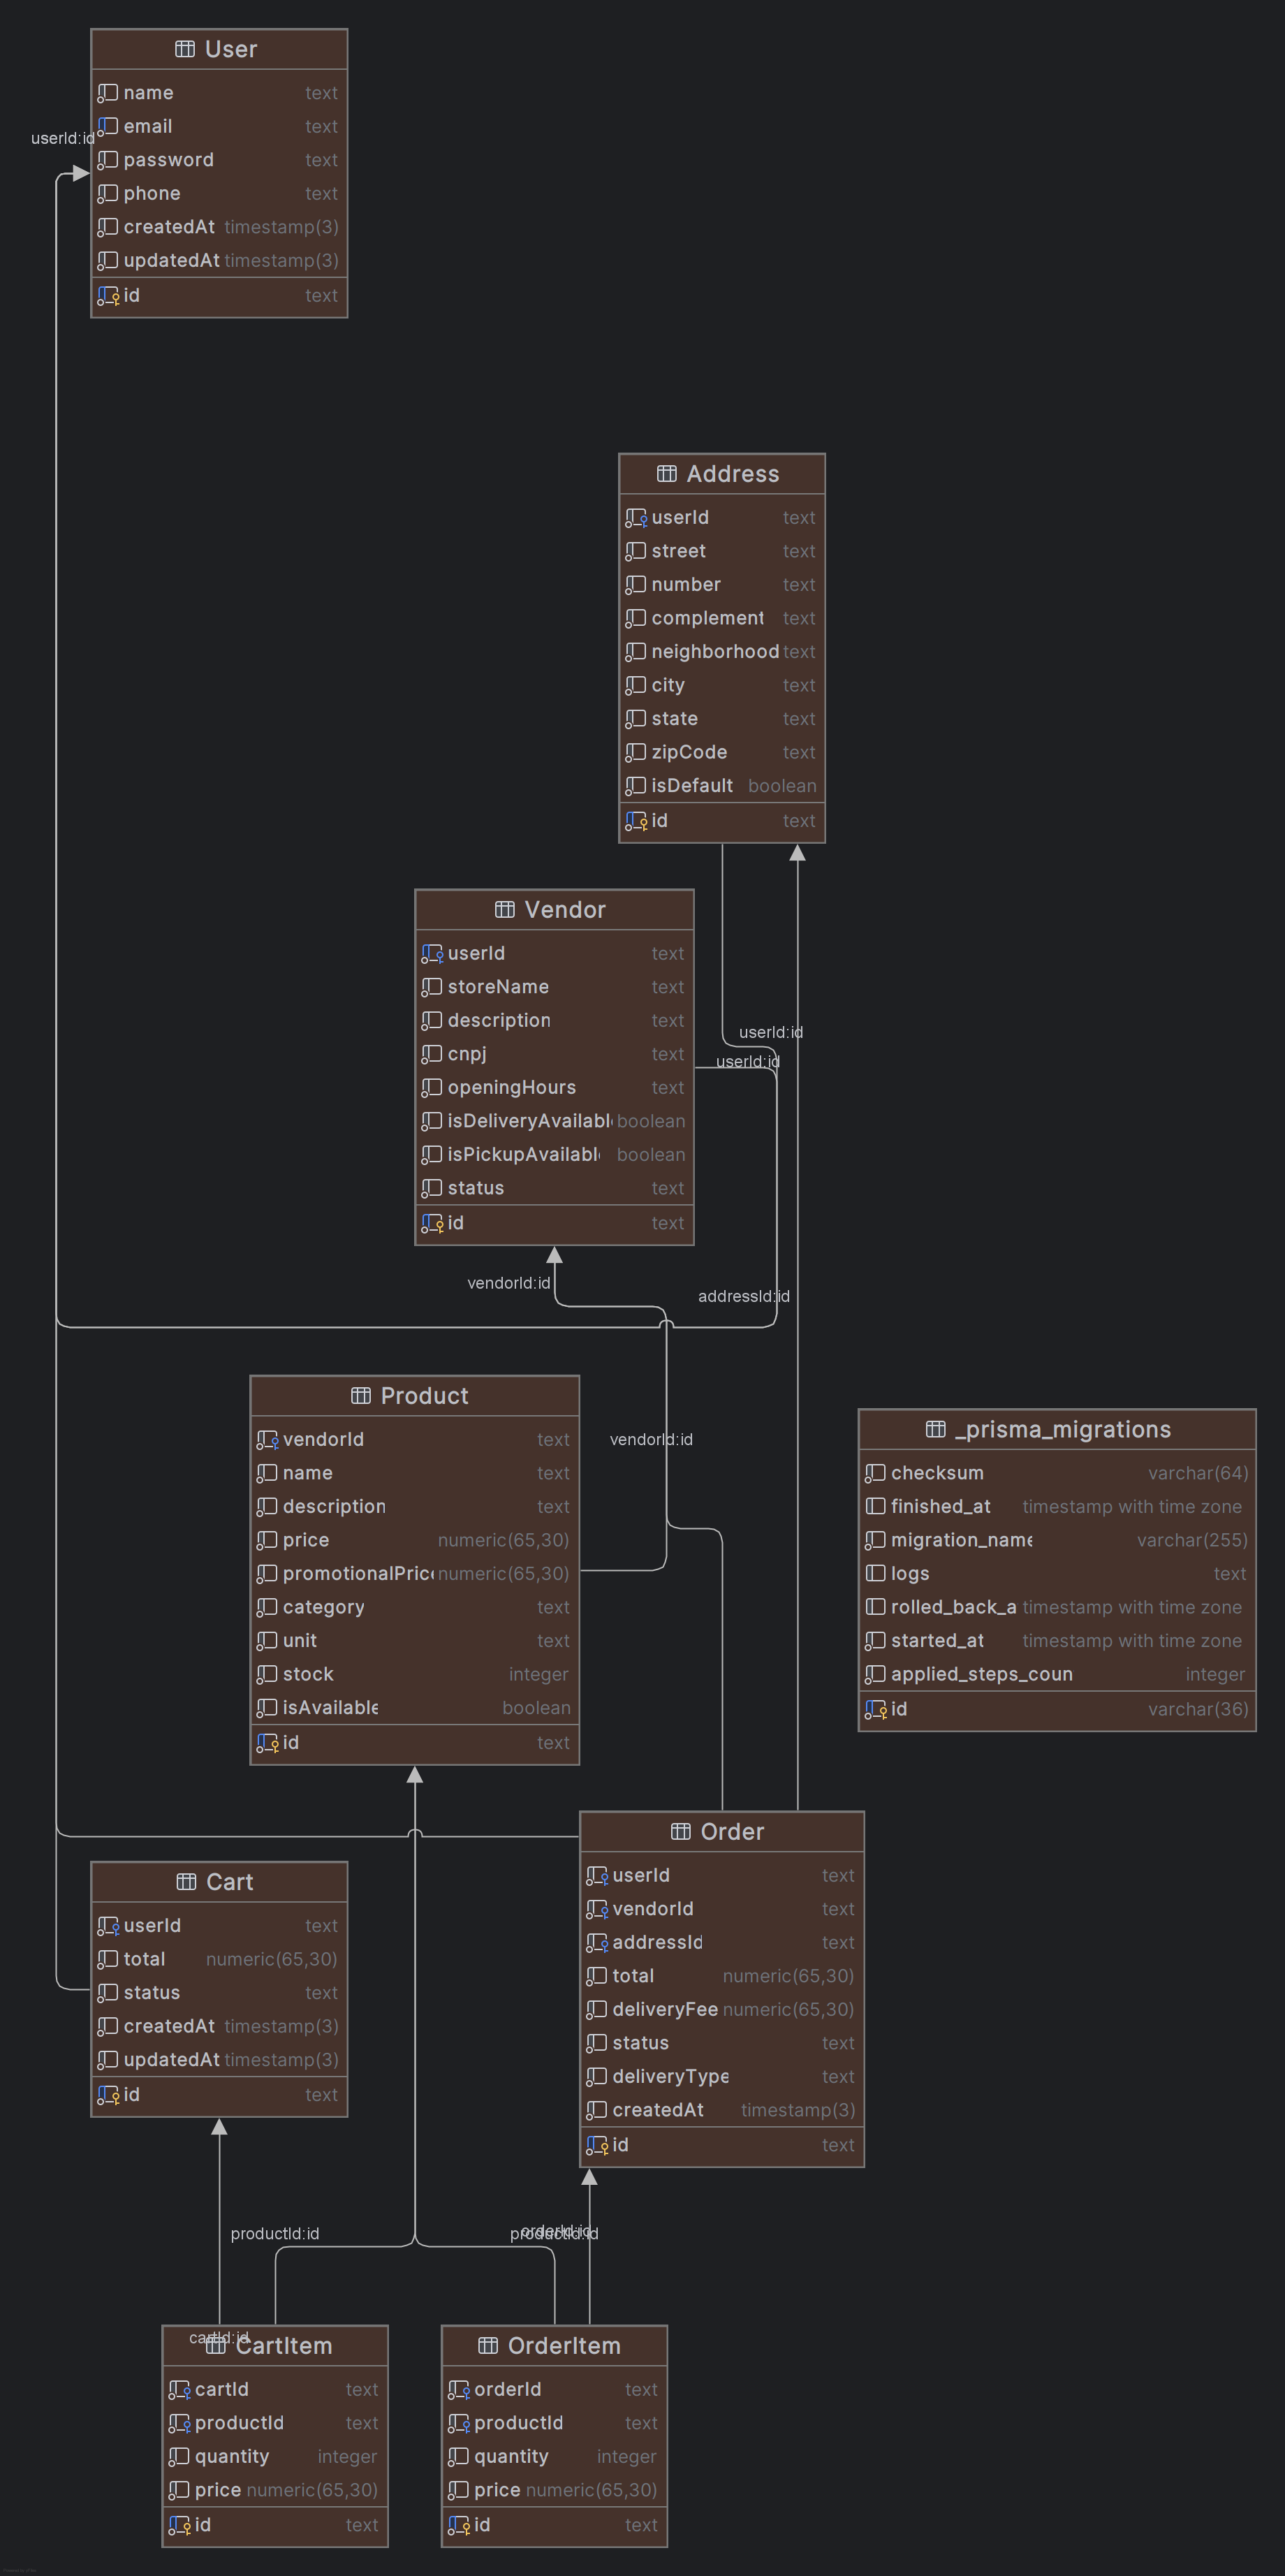 User
name text
email text
userId:id
password text
phone text
createdAt timestamp(3)
updatedAt timestamp(3)
id text
Address
userId text
street text
number text
complement text
neighborhood text
city text
state text
zipCode text
isDefault boolean
id text
Vendor
userId text
storeName text
description text
cnpj text
openingHours text
isDeliveryAvailabl boolean
isPickupAvailabl boolean
status text
id text
userId:id
userId:id
vendorId:id
addressId:id
Product
vendorId text
name text
description text
price numeric(65,30)
promotionalPric numeric(65,30)
category text
unit text
stock integer
isAvailable boolean
id text
vendorId:id
_prisma_migrations
checksum varchar(64)
finished_at timestamp with time zone
migration_name varchar(255)
logs text
rolled_back_a timestamp with time zone
started_at timestamp with time zone
applied_steps_coun integer
id varchar(36)
Order
userId text
vendorId text
addressId text
total numeric(65,30)
deliveryFee numeric(65,30)
status text
deliveryType text
createdAt timestamp(3)
id text
Cart
userId text
total numeric(65,30)
status text
createdAt timestamp(3)
updatedAt timestamp(3)
id text
productId:id
orderId:id
productId:id
cartId:id
CartItem
cartId text
productId text
quantity integer
price numeric(65,30)
id text
OrderItem
orderId text
productId text
quantity integer
price numeric(65,30)
id text